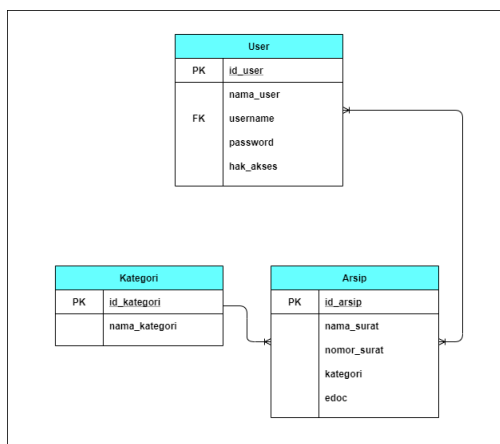 User
PK id_user
nama_user
FK username
password
hak_akses
Kategori
PK id_kategori
nama_kategori
Arsip
PK id_arsip
nama_surat
nomor_surat
kategori
edoc